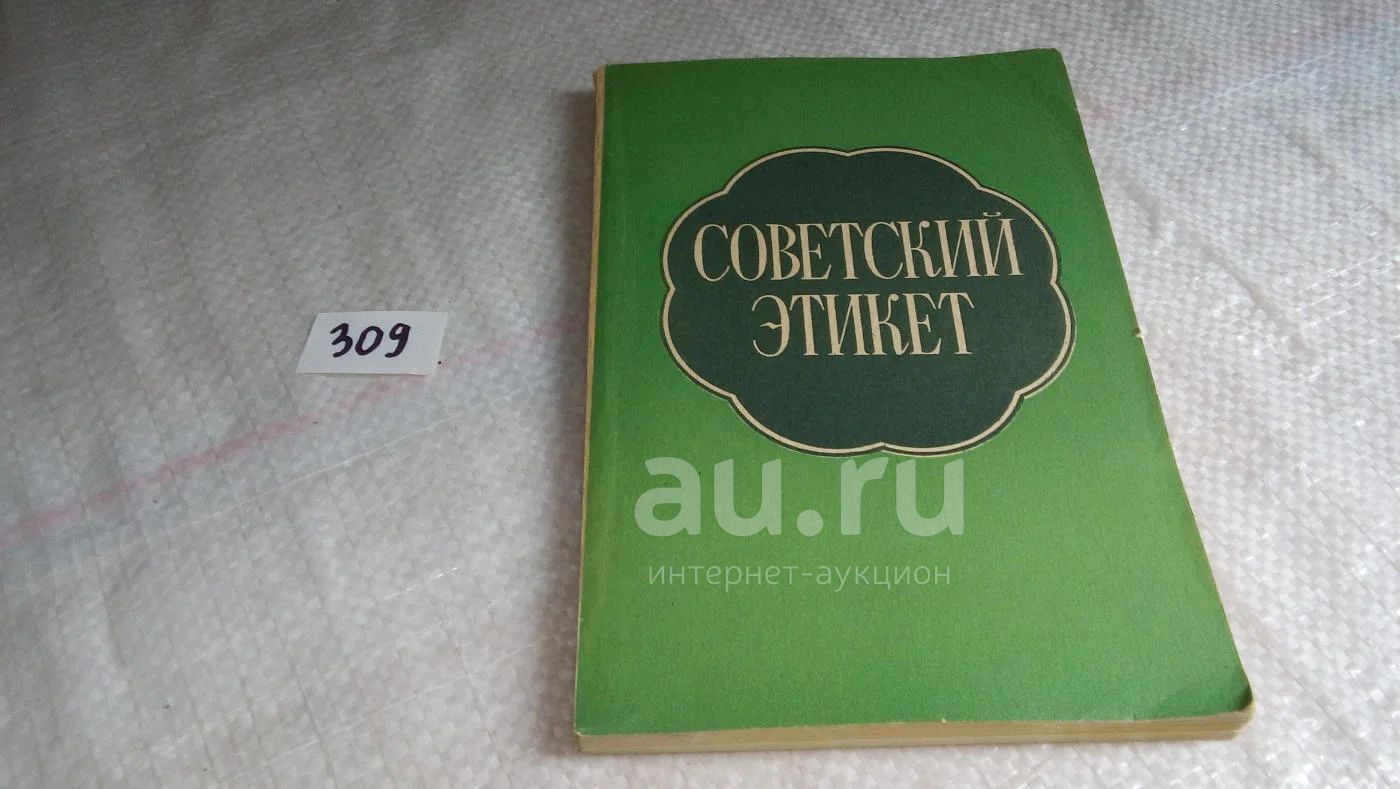 СОВЕТСКИЙ
ЭТИКЕТ
309
au.ru
интернет-аукцион